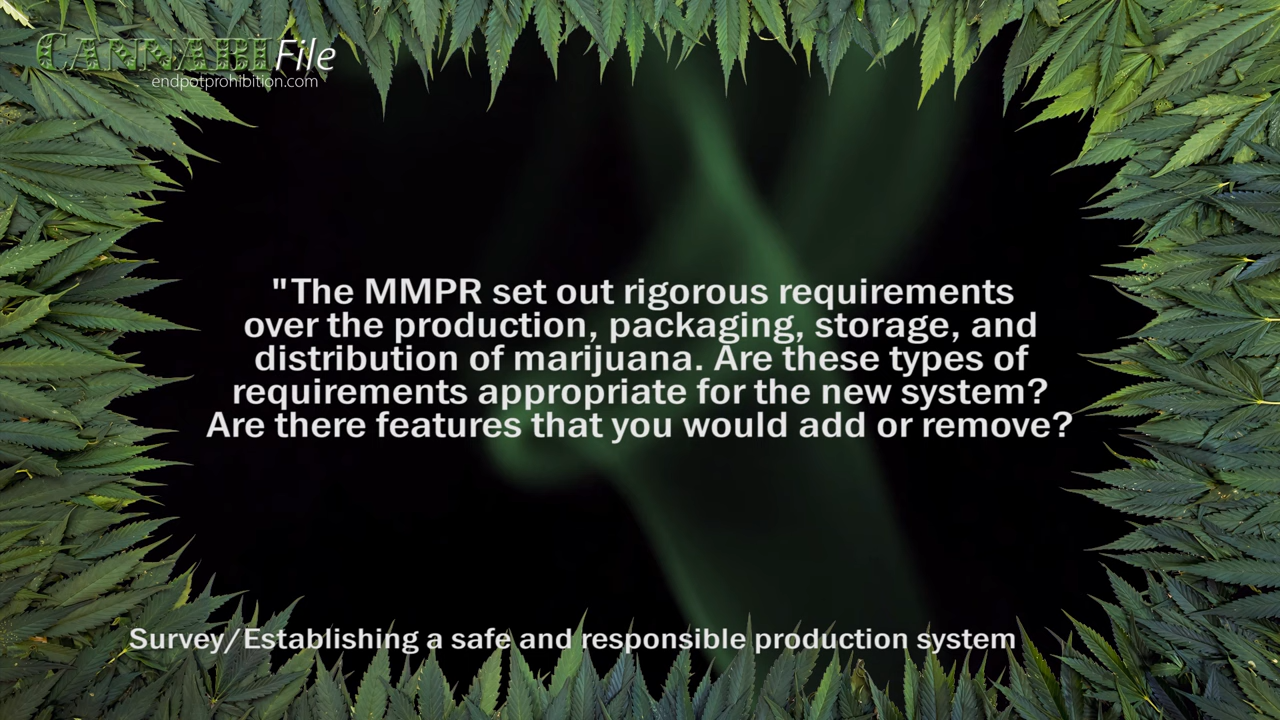 CANNABIFile
endpotprohibition.com
"The MMPR set out rigorous requirements
over the production, packaging, storage, and
distribution of marijuana. Are these types of
requirements appropriate for the new system?
Are there features that you would add or remove?
Survey/Establishing a safe and responsible production system